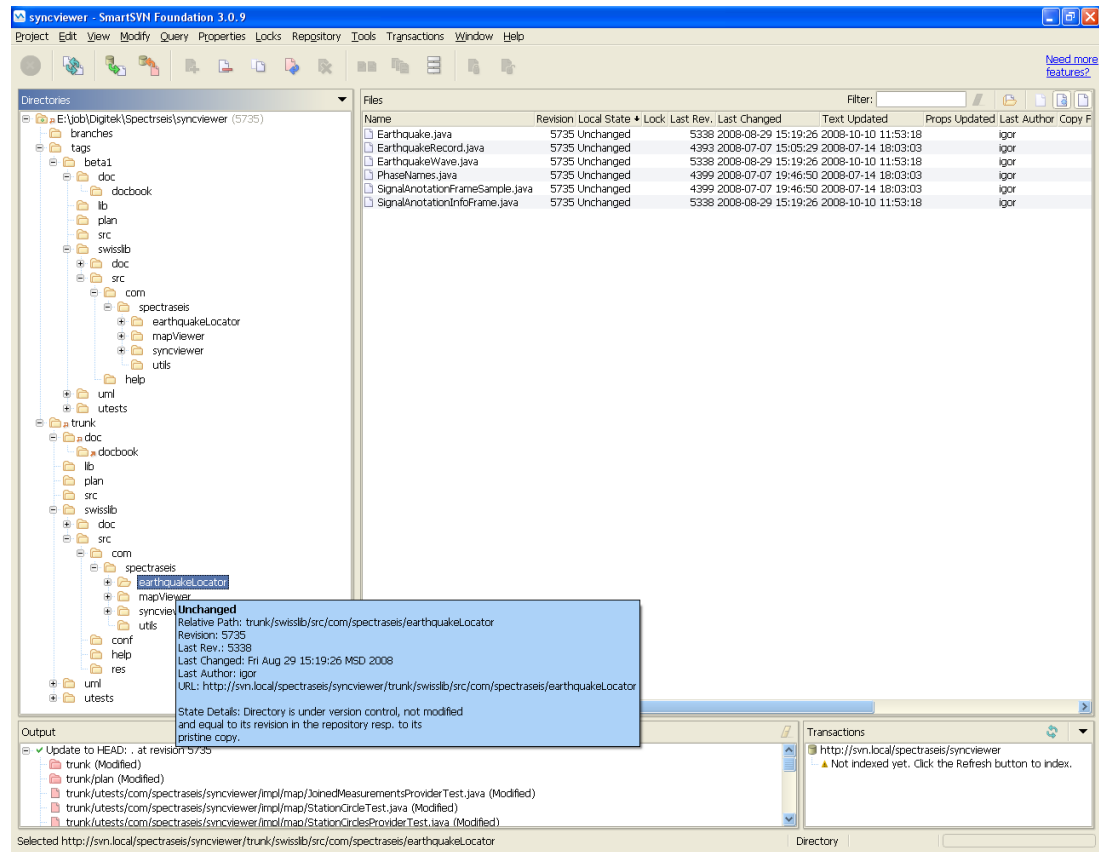 syncviewer - SmartSVN Foundation 3.0.9
Project Edit View Modify Query Properties Locks Repository Tools Transactions Window Help
Need more
features?
Directories
E:\job\Digitek\Spectrseis\syncviewer (5735)
branches
tags
beta1
doc
docbook
lib
plan
src
swisslib
doc
src
com
spectraseis
earthquakeLocator
mapViewer
syncviewer
utils
help
uml
utests
trunk
doc
docbook
lib
plan
src
swisslib
doc
src
com
spectraseis
earthquakeLocator
mapViewer
utils
conf
help
res
uml
utests
Files Filter:
Name Revision Local State Lock Last Rev. Last Changed Text Updated Props Updated Last Author Copy F
Earthquake.java 5735 Unchanged 5338 2008-08-29 15:19:26 2008-10-10 11:53:18 igor
EarthquakeRecord.java 5735 Unchanged 4393 2008-07-07 15:05:29 2008-07-14 18:03:03 igor
EarthquakeWave.java 5735 Unchanged 5338 2008-08-29 15:19:26 2008-10-10 11:53:18 igor
PhaseNames.java 5735 Unchanged 4399 2008-07-07 19:46:50 2008-07-14 18:03:03 igor
SignalAnotationFrameSample.java 5735 Unchanged 4399 2008-07-07 19:46:50 2008-07-14 18:03:03 igor
SignalAnotationInfoFrame.java 5735 Unchanged 5338 2008-08-29 15:19:26 2008-10-10 11:53:18 igor
Unchanged
Relative Path: trunk/swisslib/src/com/spectraseis/earthquakeLocator
Revision: 5735
Last Rev.: 5338
Last Changed: Fri Aug 29 15:19:26 MSD 2008
Last Author: igor
URL: http://svn.local/spectraseis/syncviewer/trunk/swisslib/src/com/spectraseis/earthquakeLocator
State Details: Directory is under version control, not modified
and equal to its revision in the repository resp. to its
pristine copy.
Output
Update to HEAD: . at revision 5735
trunk (Modified)
trunk/plan (Modified)
trunk/utests/com/spectraseis/syncviewer/impl/map/JoinedMeasurementsProviderTest.java (Modified)
trunk/utests/com/spectraseis/syncviewer/impl/map/StationCircleTest.java (Modified)
trunk/utests/com/spectraseis/syncviewer/impl/map/StationCirclesProviderTest.java (Modified)
Transactions
http://svn.local/spectraseis/syncviewer
Not indexed yet. Click the Refresh button to index.
Selected http://svn.local/spectraseis/syncviewer/trunk/swisslib/src/com/spectraseis/earthquakeLocator Directory